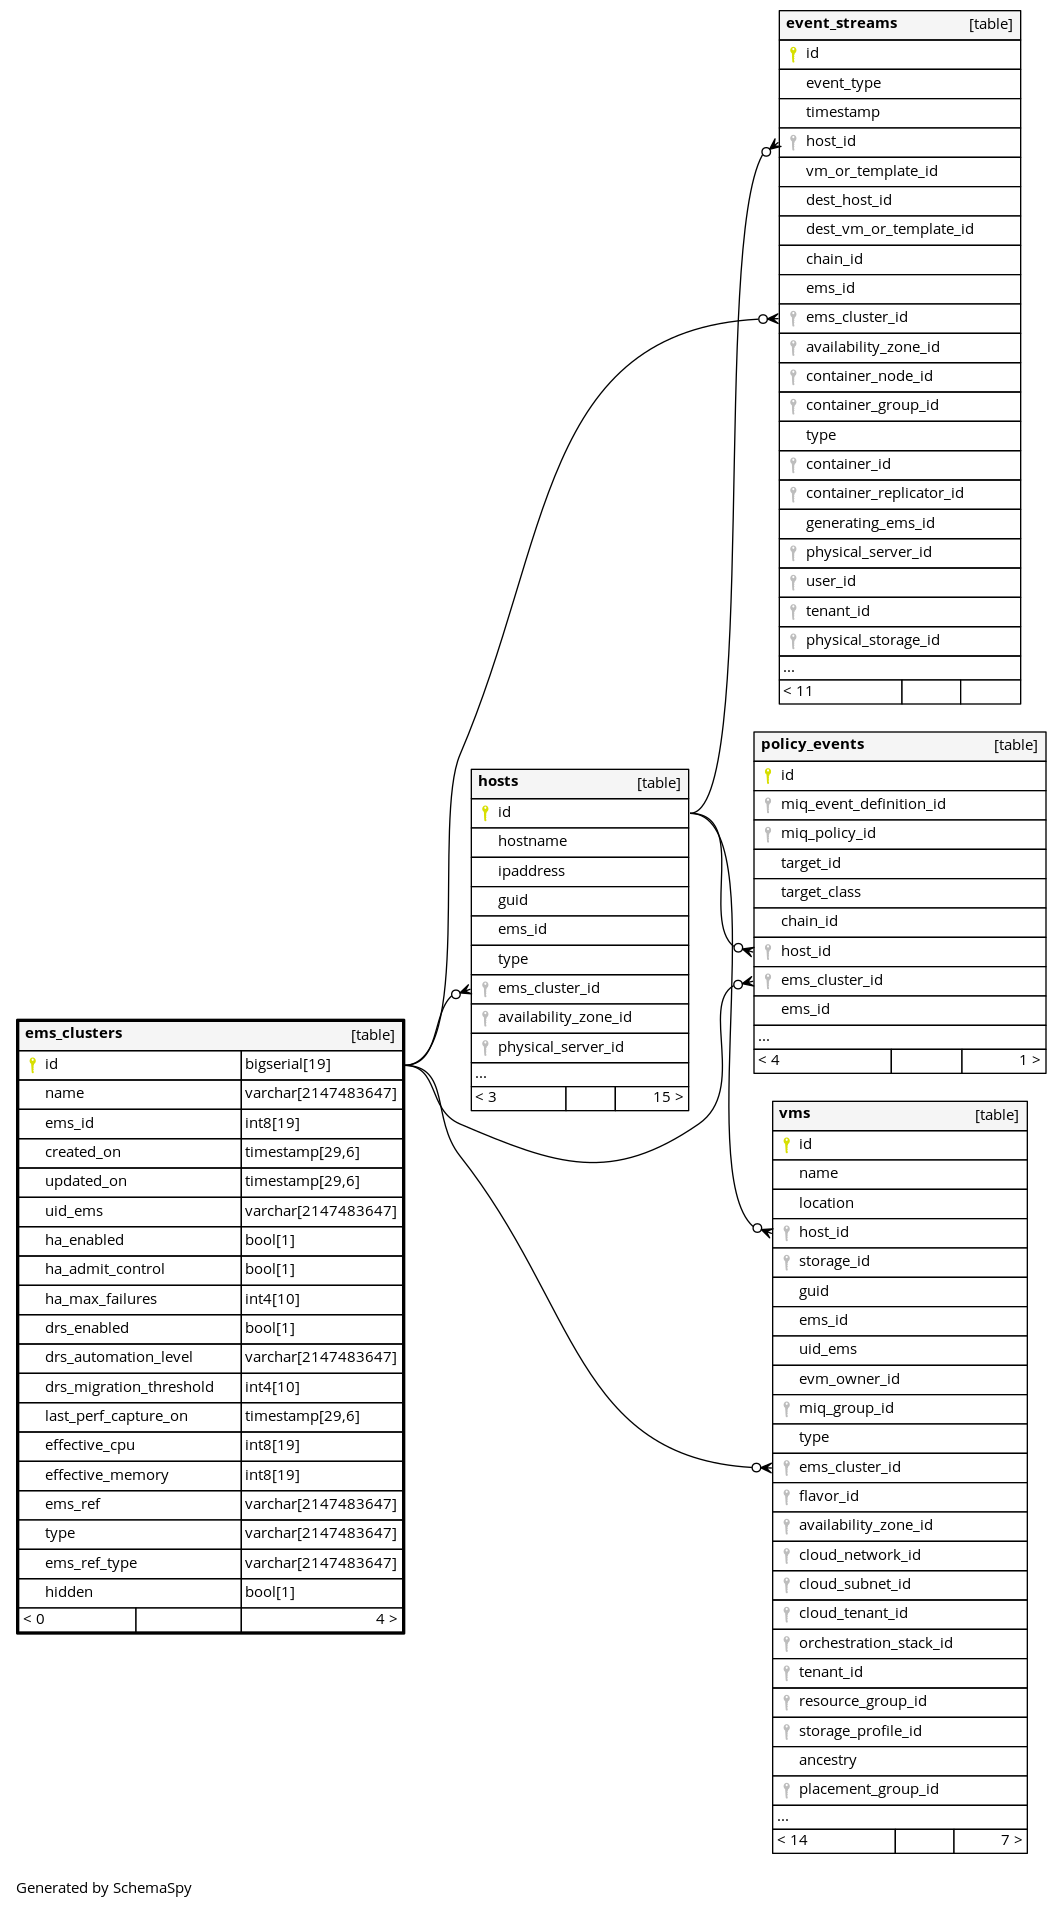 event_streams [table]
id
event_type
timestamp
host_id
vm_or_template_id
dest_host_id
dest_vm_or_template_id
chain_id
ems_id
ems_cluster_id
availability_zone_id
container_node_id
container_group_id
type
container_id
container_replicator_id
generating_ems_id
physical_server_id
user_id
tenant_id
physical_storage_id
...
< 11
policy_events [table]
id
miq_event_definition_id
miq_policy_id
target_id
target_class
chain_id
host_id
ems_cluster_id
ems_id
...
< 4 1 >
hosts [table]
id
hostname
ipaddress
guid
ems_id
type
ems_cluster_id
availability_zone_id
physical_server_id
...
< 3 15 >
ems_clusters [table]
id bigserial[19]
name varchar[2147483647]
ems_id int8[19]
created_on timestamp[29,6]
updated_on timestamp[29,6]
uid_ems varchar[2147483647]
ha_enabled bool[1]
ha_admit_control bool[1]
ha_max_failures int4[10]
drs_enabled bool[1]
drs_automation_level varchar[2147483647]
drs_migration_threshold int4[10]
last_perf_capture_on timestamp[29,6]
effective_cpu int8[19]
effective_memory int8[19]
ems_ref varchar[2147483647]
type varchar[2147483647]
ems_ref_type varchar[2147483647]
hidden bool[1]
< 0 4 >
vms [table]
id
name
location
host_id
storage_id
guid
ems_id
uid_ems
evm_owner_id
miq_group_id
type
ems_cluster_id
flavor_id
availability_zone_id
cloud_network_id
cloud_subnet_id
cloud_tenant_id
orchestration_stack_id
tenant_id
resource_group_id
storage_profile_id
ancestry
placement_group_id
...
< 14 7 >
Generated by SchemaSpy